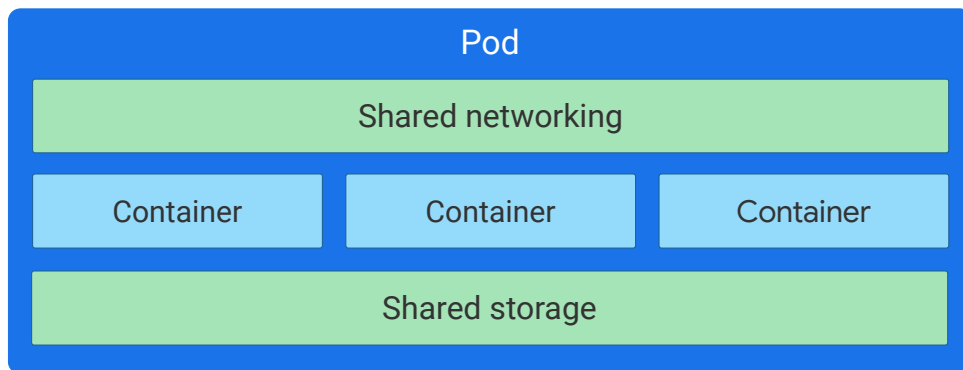 Pod
Shared networking
Container Container Container
Shared storage